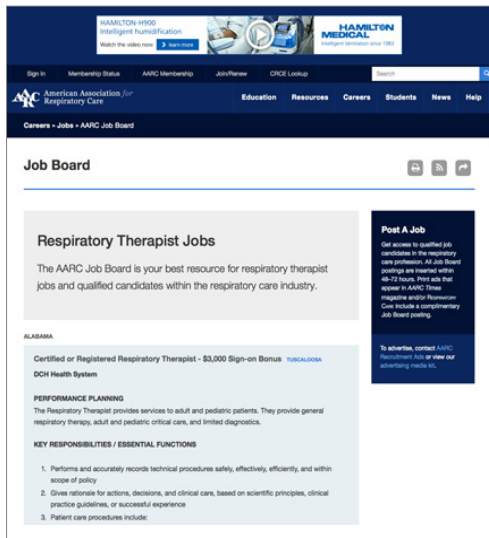 HAMILTON-H900
Intelligent humidification
Watch the video now
learn more
HAMILTON
MEDICAL
Intelligent Ventilation since 1983
Sign In Membership Status AARC Membership Join/Renew CRCE Lookup Search
AARC American Association for
Respiratory Care
Education Resources Careers Students News Help
Careers » Jobs » AARC Job Board
Job Board
Respiratory Therapist Jobs
The AARC Job Board is your best resource for respiratory therapist
jobs and qualified candidates within the respiratory care industry.
Post A Job
Get access to qualified job
candidates in the respiratory
care profession. All Job Board
postings are inserted within
48–72 hours. Print ads that
appear in AARC Times
magazine and/or Respiratory
Care include a complimentary
Job Board posting.
To advertise, contact AARC
Recruitment Ads or view our
advertising media kit.
ALABAMA
Certified or Registered Respiratory Therapist - $3,000 Sign-on Bonus TUSCALOOSA
DCH Health System
PERFORMANCE PLANNING
The Respiratory Therapist provides services to adult and pediatric patients. They provide general
respiratory therapy, adult and pediatric critical care, and limited diagnostics.
KEY RESPONSIBILITIES / ESSENTIAL FUNCTIONS
1. Performs and accurately records technical procedures safely, effectively, efficiently, and within
scope of policy
2. Gives rationale for actions, decisions, and clinical care, based on scientific principles, clinical
practice guidelines, or successful experience
3. Patient care procedures include: